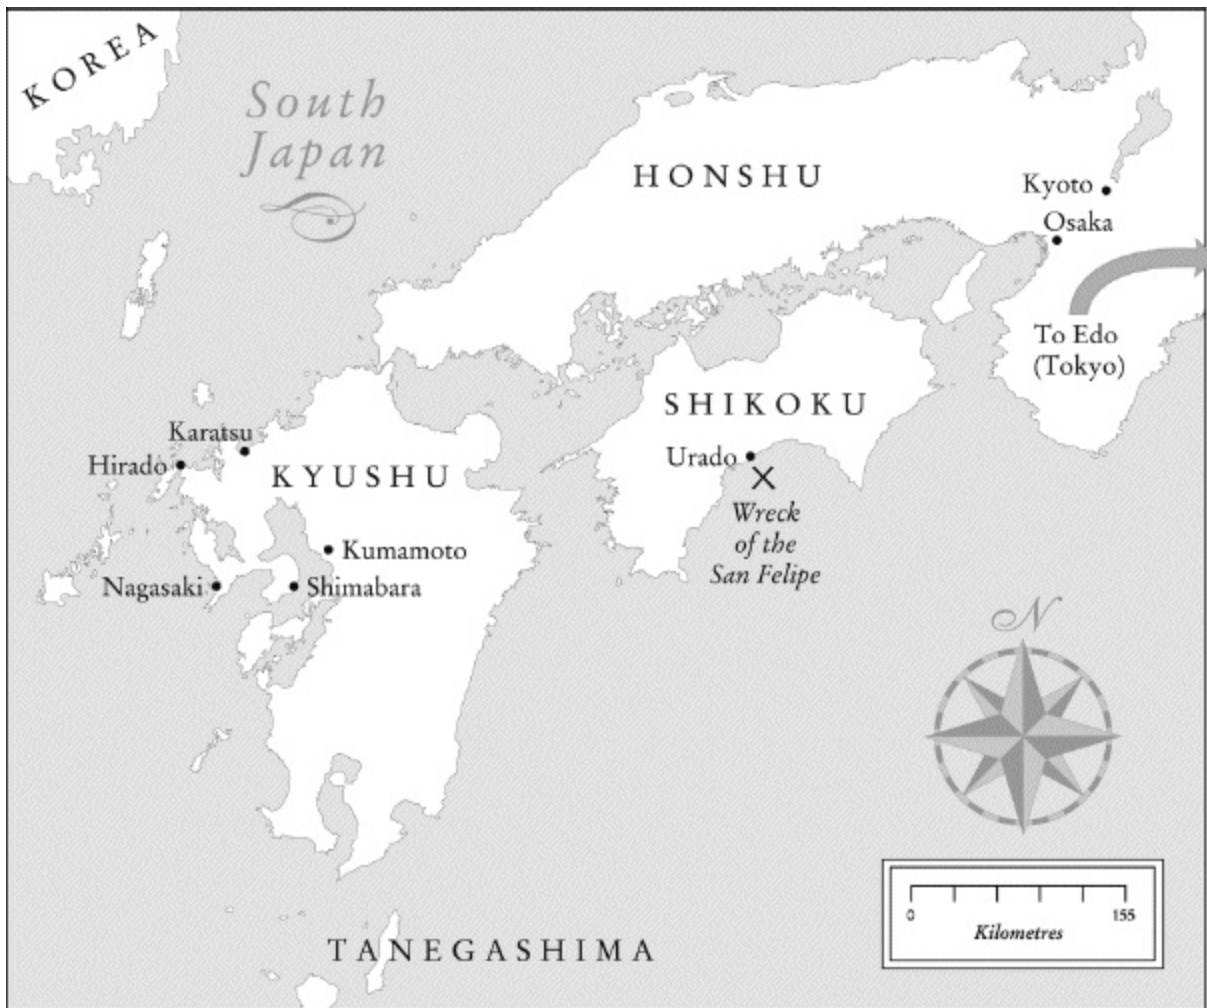 KOREA
South
Japan
HONSHU
Kyoto
Osaka
To Edo
(Tokyo)
SHIKOKU
Karatsu
Hirado
KYUSHU
Urado
Wreck
of the
San Felipe
Kumamoto
Nagasaki
Shimabara
N
0 155
Kilometres
TANEGASHIMA